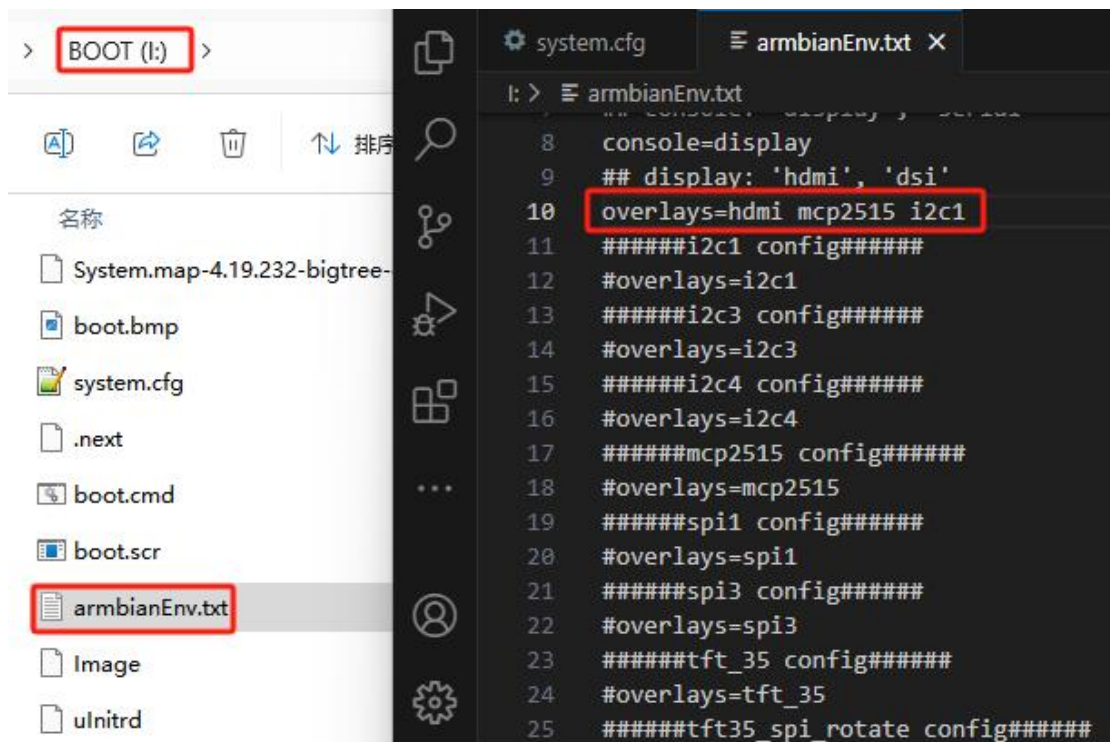 BOOT (I:)
排序
名称
System.map-4.19.232-bigtree-
boot.bmp
system.cfg
.next
boot.cmd
boot.scr
armbianEnv.txt
Image
uInitrd
system.cfg
armbianEnv.txt
I: > armbianEnv.txt
8 console=display
9 ## display: 'hdmi', 'dsi'
10 overlays=hdmi mcp2515 i2c1
11 ######i2c1 config######
12 #overlays=i2c1
13 ######i2c3 config######
14 #overlays=i2c3
15 ######i2c4 config######
16 #overlays=i2c4
17 ######mcp2515 config######
18 #overlays=mcp2515
19 ######spi1 config######
20 #overlays=spi1
21 ######spi3 config######
22 #overlays=spi3
23 ######tft_35 config######
24 #overlays=tft_35
25 ######tft35_spi_rotate config######